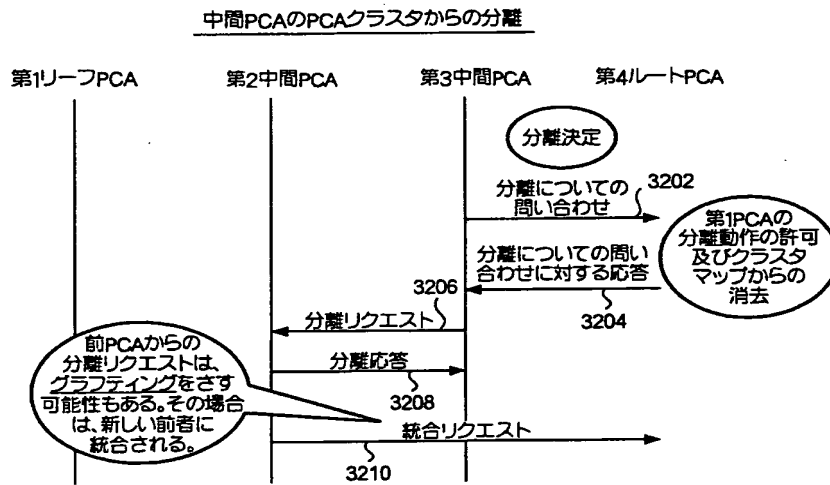 中間PCAのPCAクラスタからの分離
第1リーフPCA
第2中間PCA
第3中間PCA
第4ルートPCA
分離決定
分離についての
問い合わせ
3202
第1PCAの
分離動作の許可
及びクラスタ
マップからの
消去
分離についての問い
合わせに対する応答
3204
3206
分離リクエスト
前PCAからの
分離リクエストは、
グラフティングをさす
可能性もある。その場合
は、新しい前者に
統合される。
分離応答
3208
統合リクエスト
3210